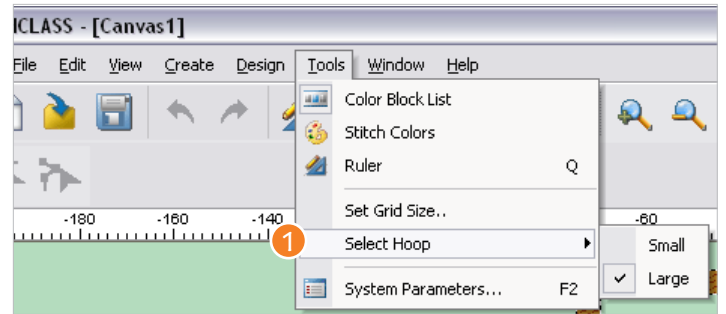 ICLASS - [Canvas1]
File Edit View Create Design Tools Window Help
Color Block List
Stitch Colors
Ruler Q
-180 -160 -140 -60
Set Grid Size..
1 Select Hoop
Small
Large
System Parameters... F2